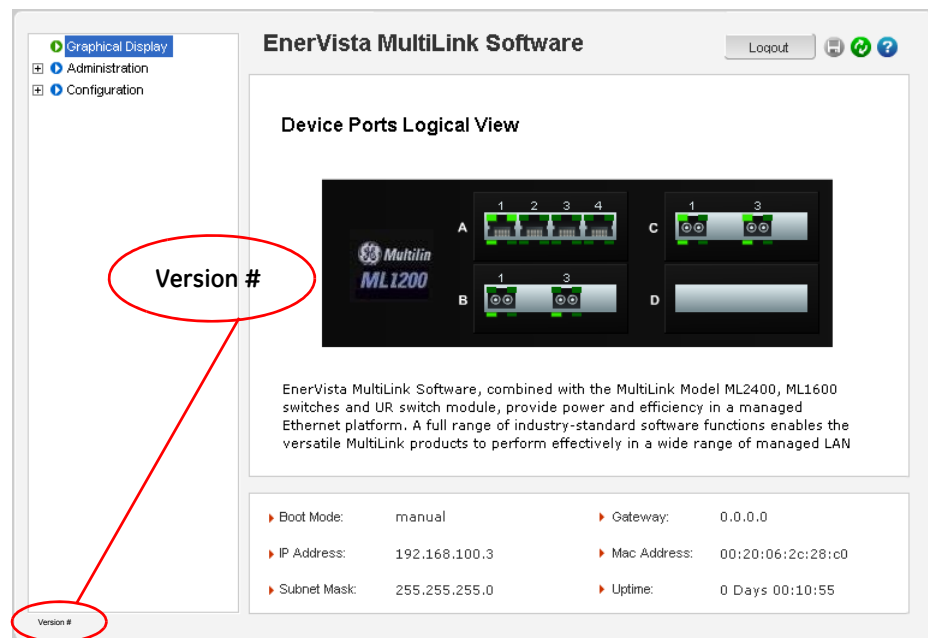 Graphical Display
Administration
Configuration
EnerVista MultiLink Software
Logout
Device Ports Logical View
1 2 3 4
A
1 3
C
Multilin
ML1200
1 3
B
D
Version #
EnerVista MultiLink Software, combined with the MultiLink Model ML2400, ML1600
switches and UR switch module, provide power and efficiency in a managed
Ethernet platform. A full range of industry-standard software functions enables the
versatile MultiLink products to perform effectively in a wide range of managed LAN
Boot Mode: manual
Gateway: 0.0.0.0
IP Address: 192.168.100.3
Mac Address: 00:20:06:2c:28:c0
Subnet Mask: 255.255.255.0
Uptime: 0 Days 00:10:55
Version #